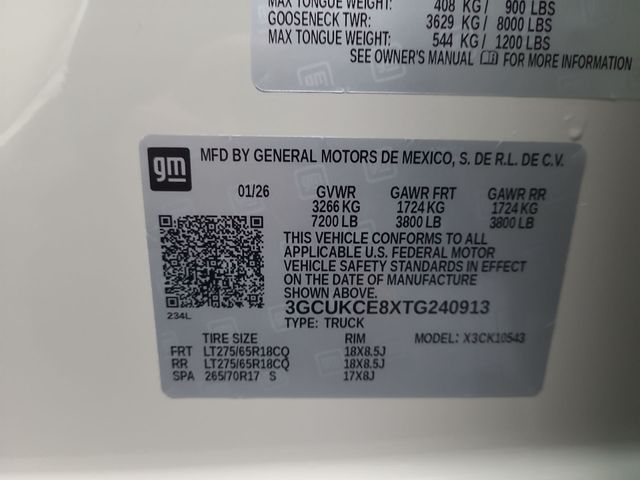 MAX TONGUE WEIGHT: 408 KG / 900 LBS
GOOSENECK TWR: 3629 KG / 8000 LBS
MAX TONGUE WEIGHT: 544 KG / 1200 LBS
SEE OWNER'S MANUAL FOR MORE INFORMATION
gm
gm MFD BY GENERAL MOTORS DE MEXICO, S. DE R.L. DE C.V.
01/26 GVWR GAWR FRT GAWR RR
3266 KG 1724 KG 1724 KG
7200 LB 3800 LB 3800 LB
THIS VEHICLE CONFORMS TO ALL
APPLICABLE U.S. FEDERAL MOTOR
VEHICLE SAFETY STANDARDS IN EFFECT
ON THE DATE OF MANUFACTURE
SHOWN ABOVE.
3GCUKCE8XTG240913
234L TYPE: TRUCK
TIRE SIZE RIM MODEL: X3CK10543
FRT LT275/65R18CQ 18X8.5J
RR LT275/65R18CQ 18X8.5J
SPA 265/70R17 S 17X8J